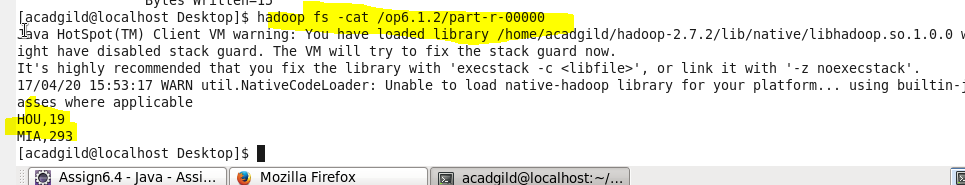 Bytes Written=15
[acadgild@localhost Desktop]$ hadoop fs -cat /op6.1.2/part-r-00000
Java HotSpot(TM) Client VM warning: You have loaded library /home/acadgild/hadoop-2.7.2/lib/native/libhadoop.so.1.0.0 w
ight have disabled stack guard. The VM will try to fix the stack guard now.
It's highly recommended that you fix the library with 'execstack -c <libfile>', or link it with '-z noexecstack'.
17/04/20 15:53:17 WARN util.NativeCodeLoader: Unable to load native-hadoop library for your platform... using builtin-j
asses where applicable
HOU,19
MIA,293
[acadgild@localhost Desktop]$
Assign6.4 - Java - Assi... Mozilla Firefox acadgild@localhost:~/...